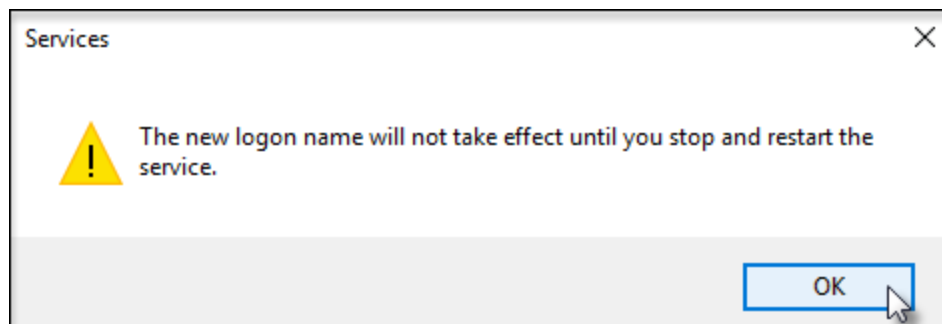 Services
The new logon name will not take effect until you stop and restart the
service.
OK